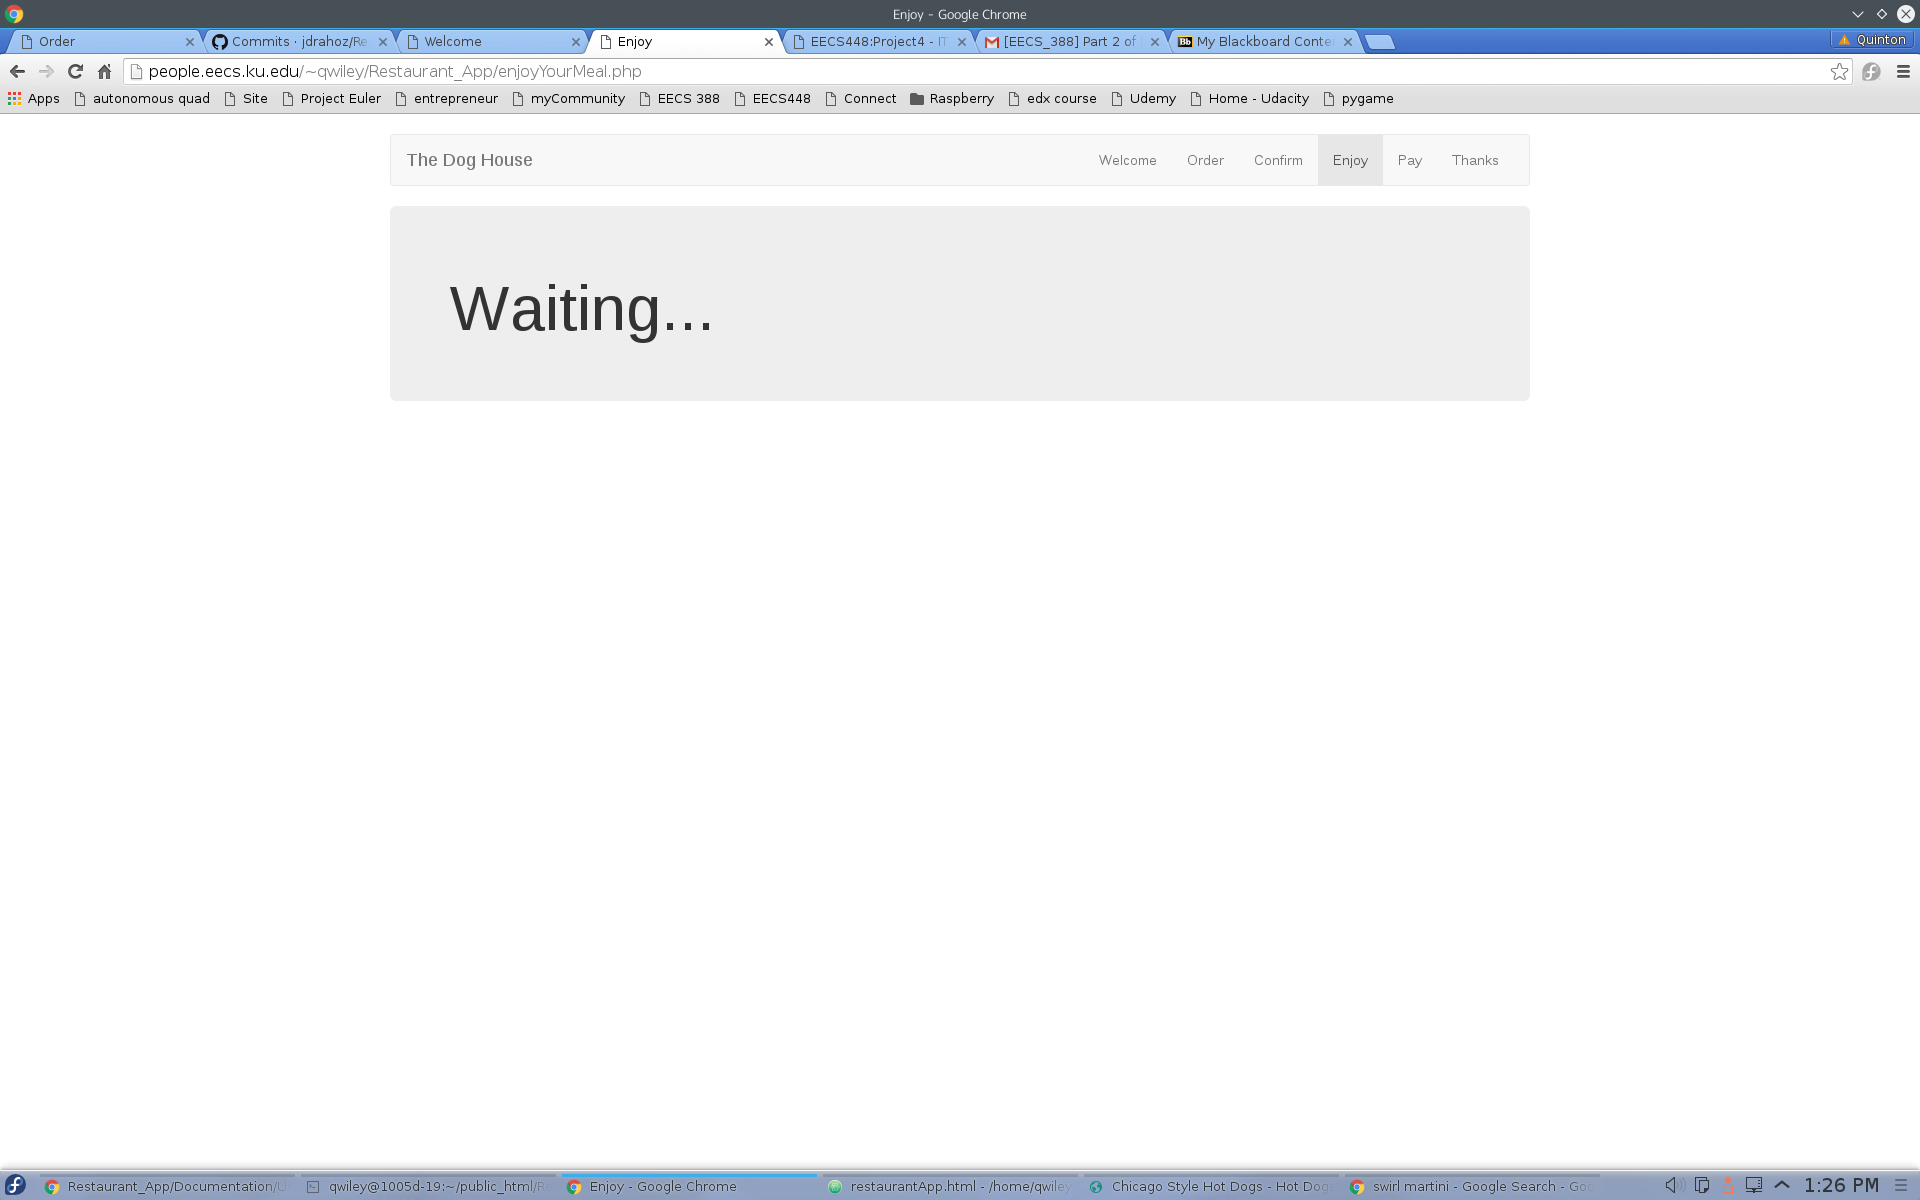 Enjoy - Google Chrome
Order
Commits · jdrahoz/Re
Welcome
Enjoy
EECS448:Project4 - IT
[EECS_388] Part 2 of
My Blackboard Conte
Quinton
people.eecs.ku.edu/~qwiley/Restaurant_App/enjoyYourMeal.php
Apps autonomous quad Site Project Euler entrepreneur myCommunity EECS 388 EECS448 Connect Raspberry edx course Udemy Home - Udacity pygame
The Dog House Welcome Order Confirm Enjoy Pay Thanks
Waiting...
Restaurant_App/Documentation/U
qwiley@1005d-19:~/public_html/Re
Enjoy - Google Chrome
restaurantApp.html - /home/qwiley
Chicago Style Hot Dogs - Hot Dog
swirl martini - Google Search - Goo
1:26 PM